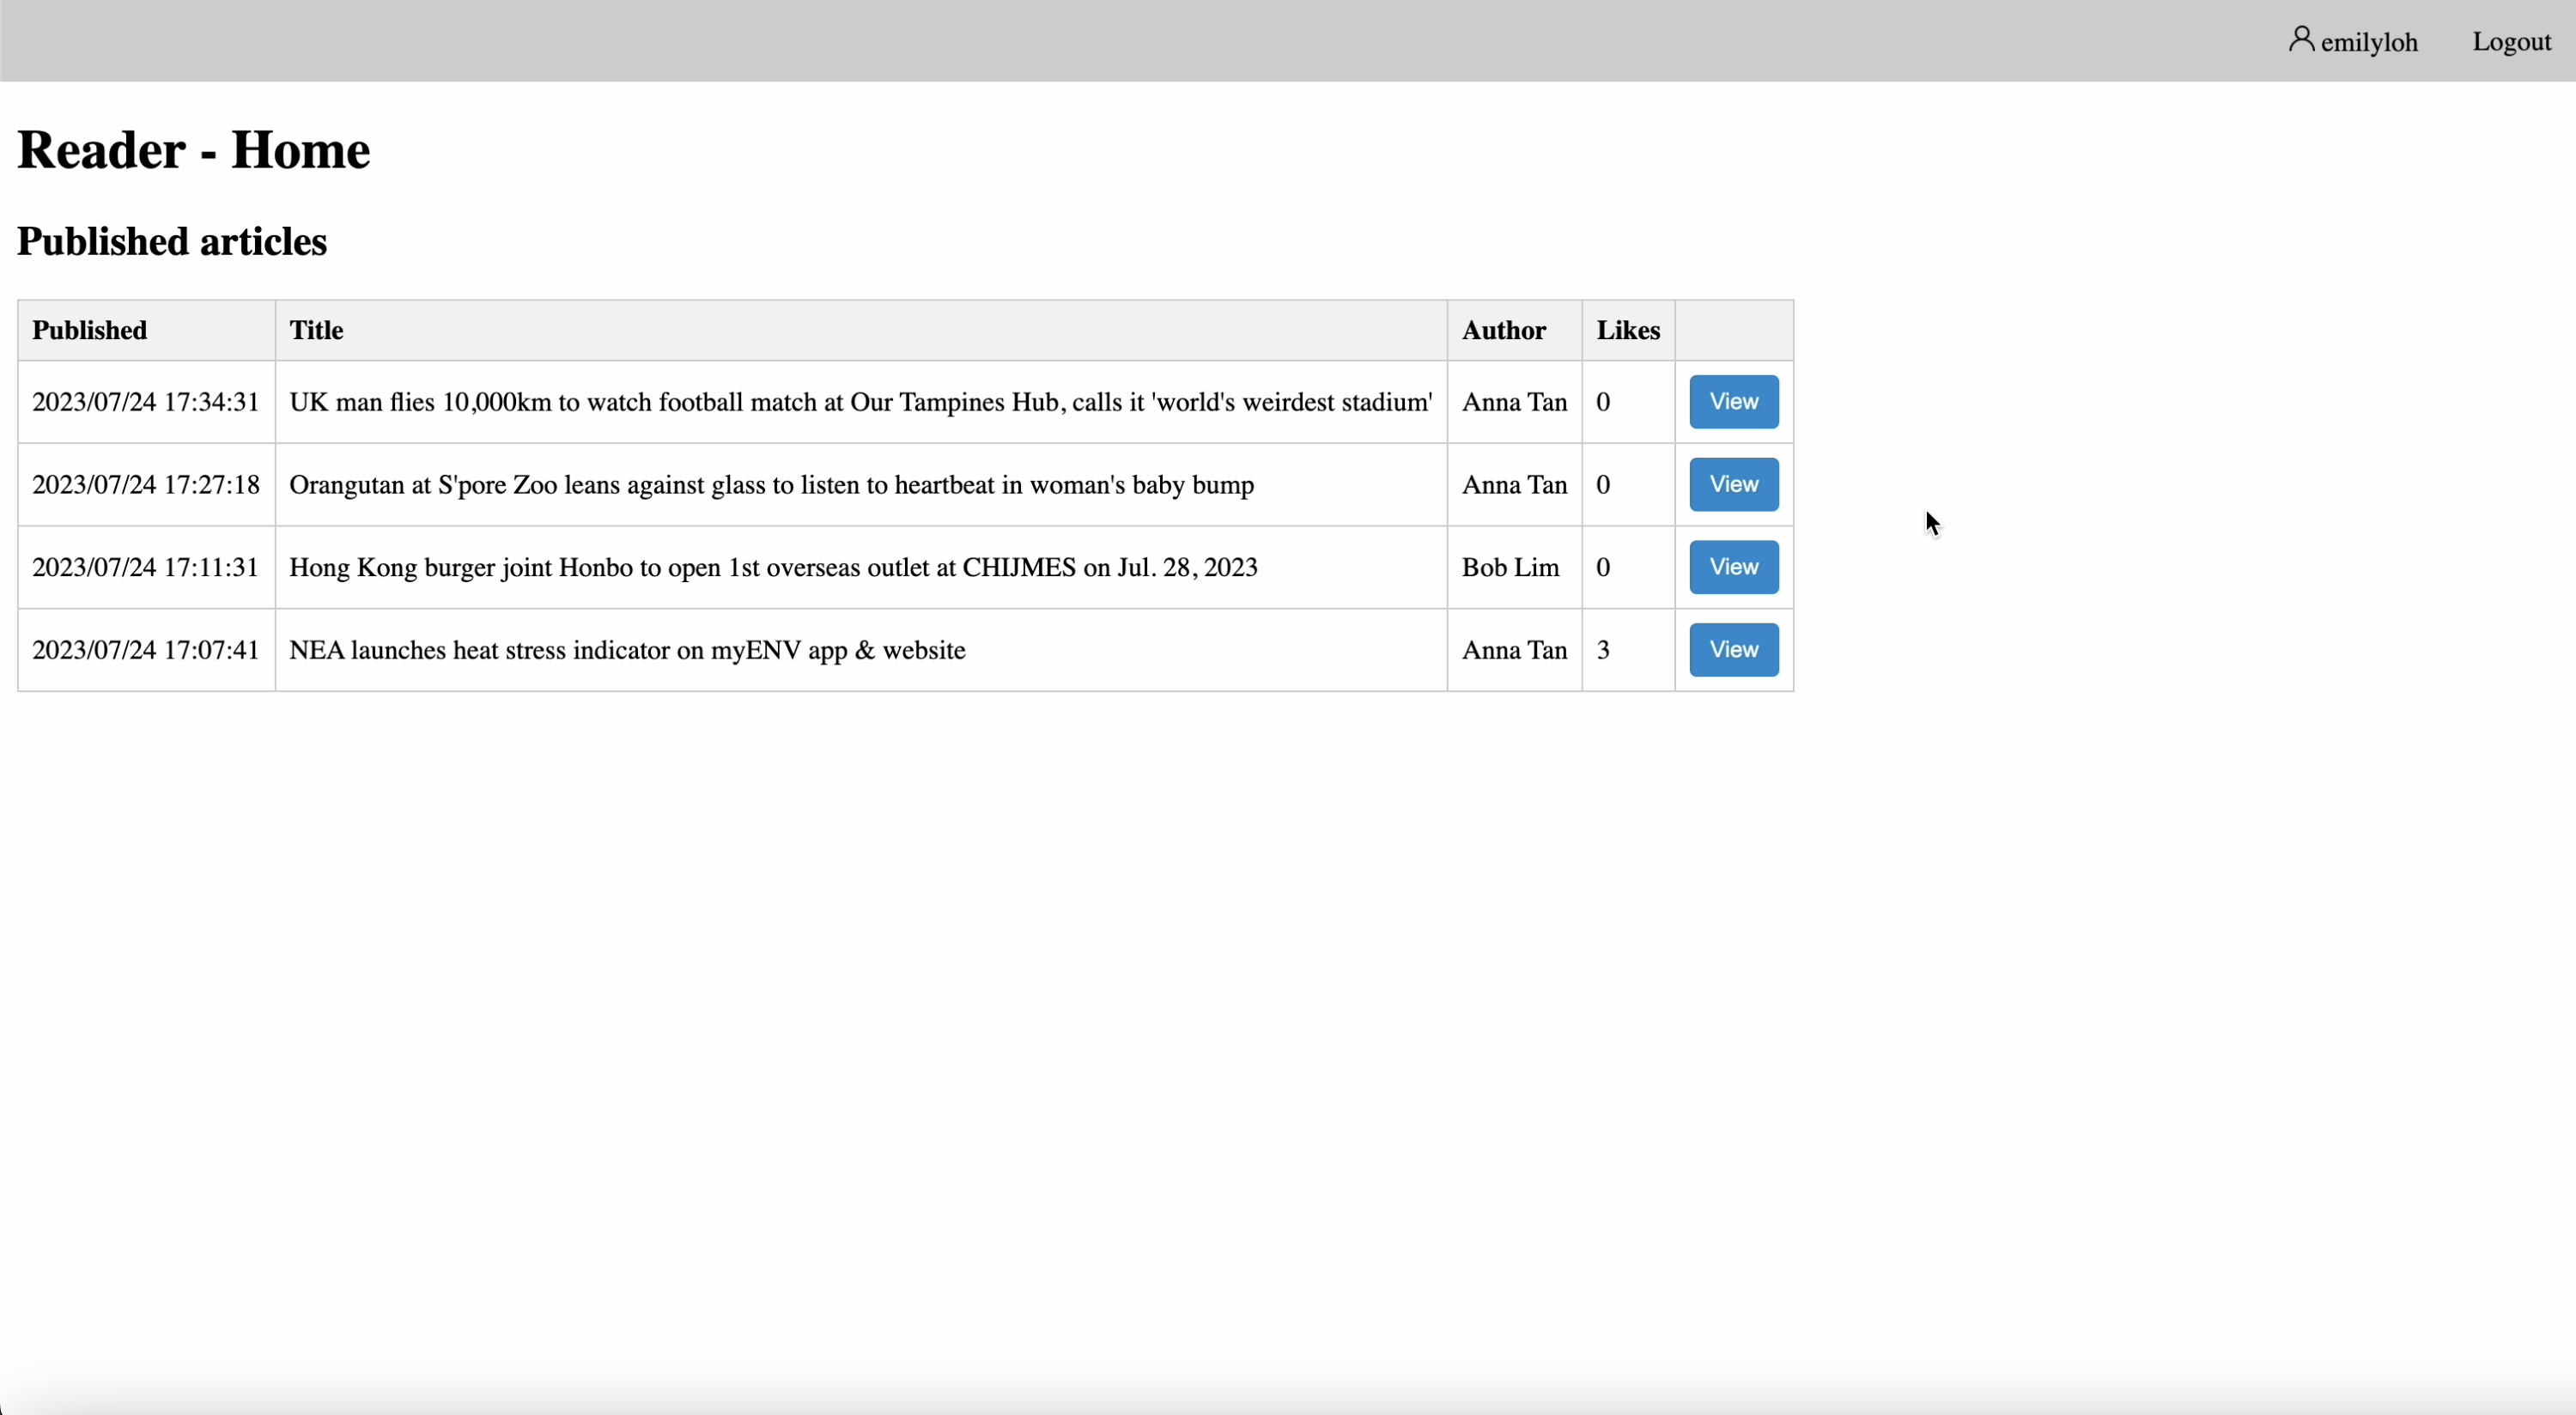 emilyloh Logout
Reader - Home
Published articles
Published Title Author Likes
2023/07/24 17:34:31 UK man flies 10,000km to watch football match at Our Tampines Hub, calls it 'world's weirdest stadium' Anna Tan 0 View
2023/07/24 17:27:18 Orangutan at S'pore Zoo leans against glass to listen to heartbeat in woman's baby bump Anna Tan 0 View
2023/07/24 17:11:31 Hong Kong burger joint Honbo to open 1st overseas outlet at CHIJMES on Jul. 28, 2023 Bob Lim 0 View
2023/07/24 17:07:41 NEA launches heat stress indicator on myENV app & website Anna Tan 3 View